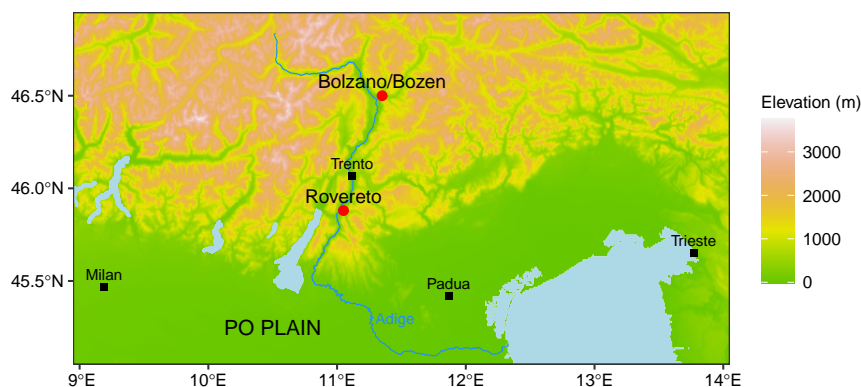 Bolzano/Bozen
46.5°N
Elevation (m)
3000
Trento
46.0°N
Rovereto
2000
1000
Trieste
0
45.5°N
Milan
Padua
Adige
PO PLAIN
9°E
10°E
11°E
12°E
13°E
14°E